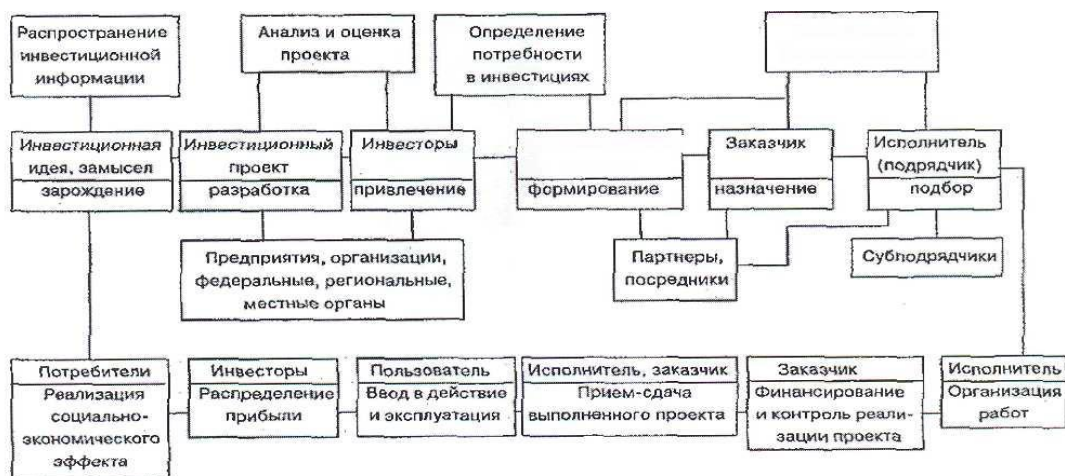 Распространение
инвестиционной
информации
Анализ и оценка
проекта
Определение
потребности
в инвестициях
Инвестиционная
идея, замысел
зарождение
Инвестиционный
проект
разработка
Инвесторы
привлечение
формирование
Заказчик
назначение
Исполнитель
(подрядчик)
подбор
Предприятия, организации,
федеральные, региональные,
местные органы
Партнеры,
посредники
Субподрядчики
Потребители
Реализация
социально-
экономического
эффекта
Инвесторы
Распределение
прибыли
Пользователь
Ввод в действие
и эксплуатация
Исполнитель, заказчик
Прием-сдача
выполненного проекта
Заказчик
Финансирование
и контроль реали-
зации проекта
Исполнитель
Организация
работ